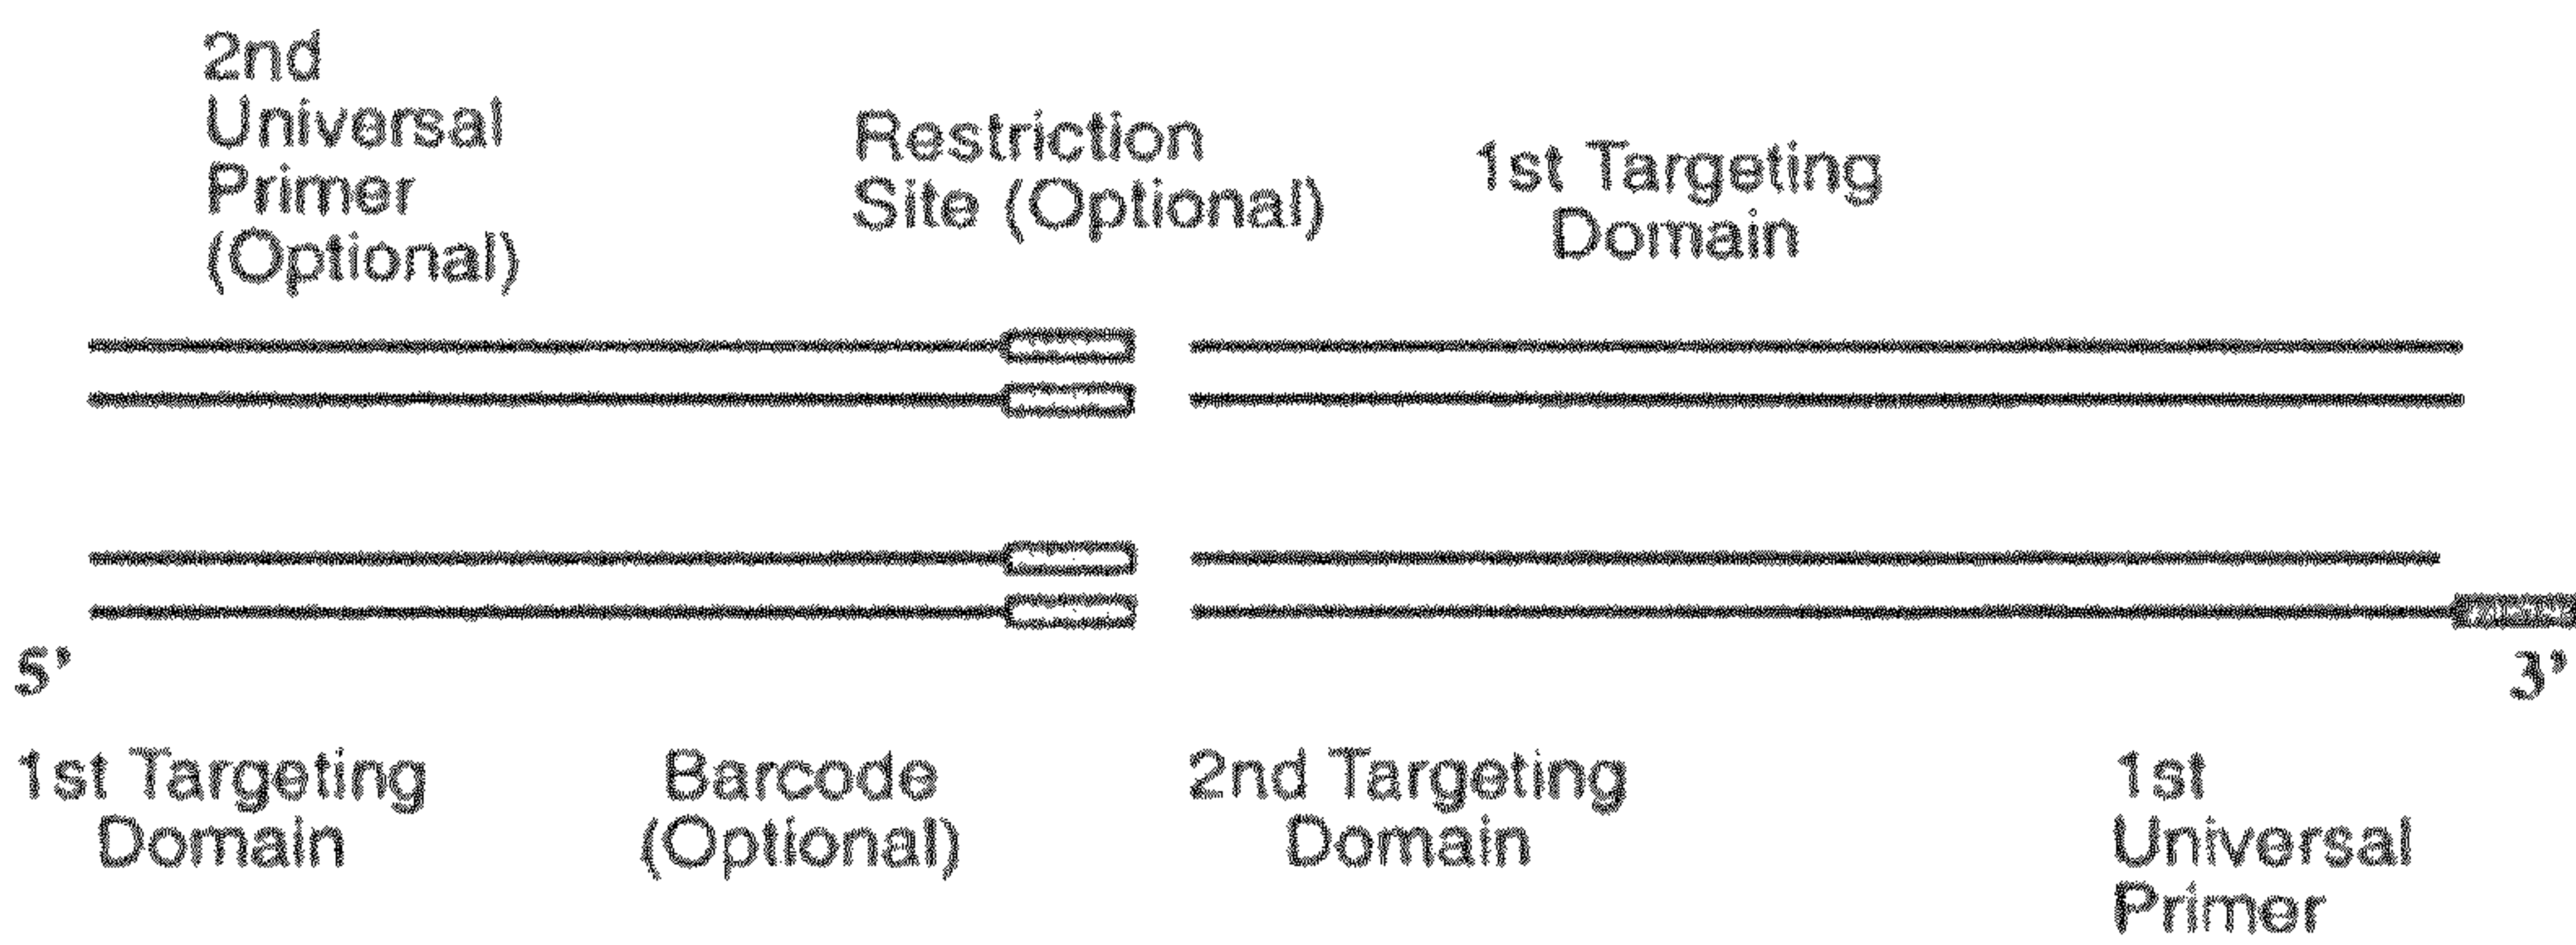 2nd
Universal
Primer
(Optional)
Restriction
Site (Optional)
1st Targeting
Domain
5'
3'
1st Targeting
Domain
Barcode
(Optional)
2nd Targeting
Domain
1st
Universal
Primer